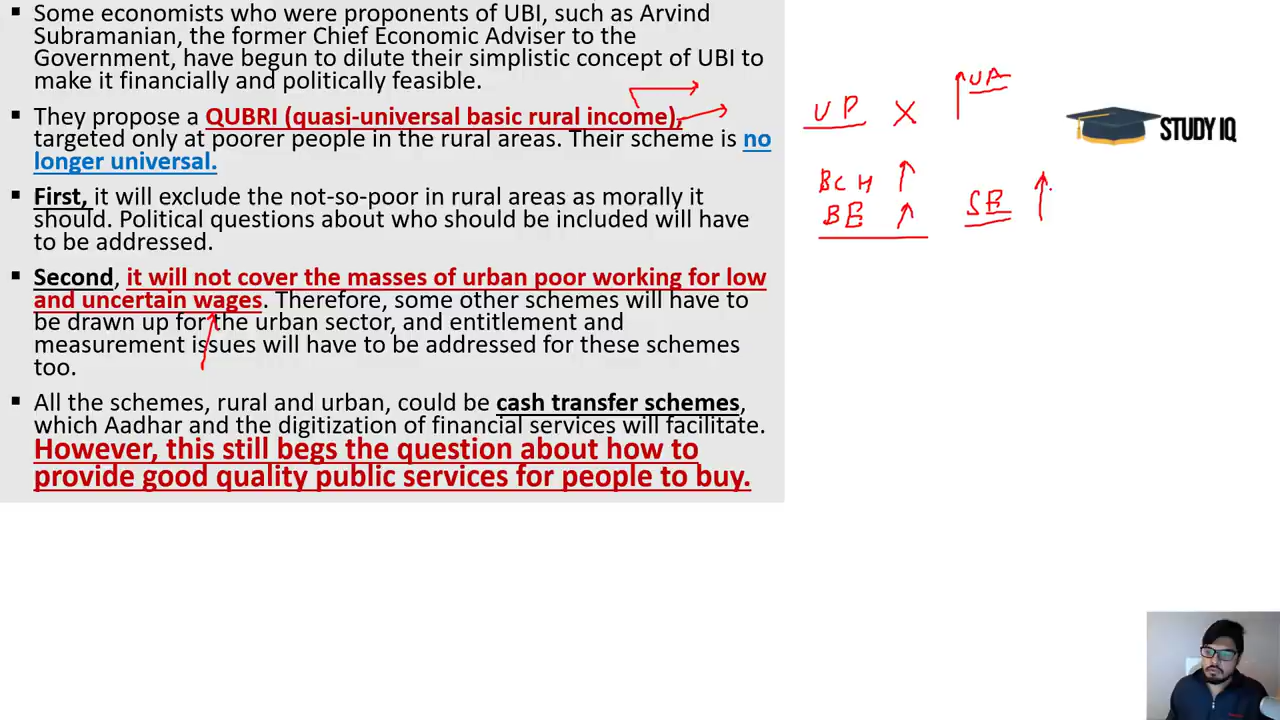 ▪ Some economists who were proponents of UBI, such as Arvind
Subramanian, the former Chief Economic Adviser to the
Government, have begun to dilute their simplistic concept of UBI to
make it financially and politically feasible.
▪ They propose a QUBRI (quasi-universal basic rural income),
targeted only at poorer people in the rural areas. Their scheme is no
longer universal.
▪ First, it will exclude the not-so-poor in rural areas as morally it
should. Political questions about who should be included will have
to be addressed.
▪ Second, it will not cover the masses of urban poor working for low
and uncertain wages. Therefore, some other schemes will have to
be drawn up for the urban sector, and entitlement and
measurement issues will have to be addressed for these schemes
too.
▪ All the schemes, rural and urban, could be cash transfer schemes,
which Aadhar and the digitization of financial services will facilitate.
However, this still begs the question about how to
provide good quality public services for people to buy.
UP X ↑ UA
BCH ↑
BE ↑ SE ↑
STUDY IQ